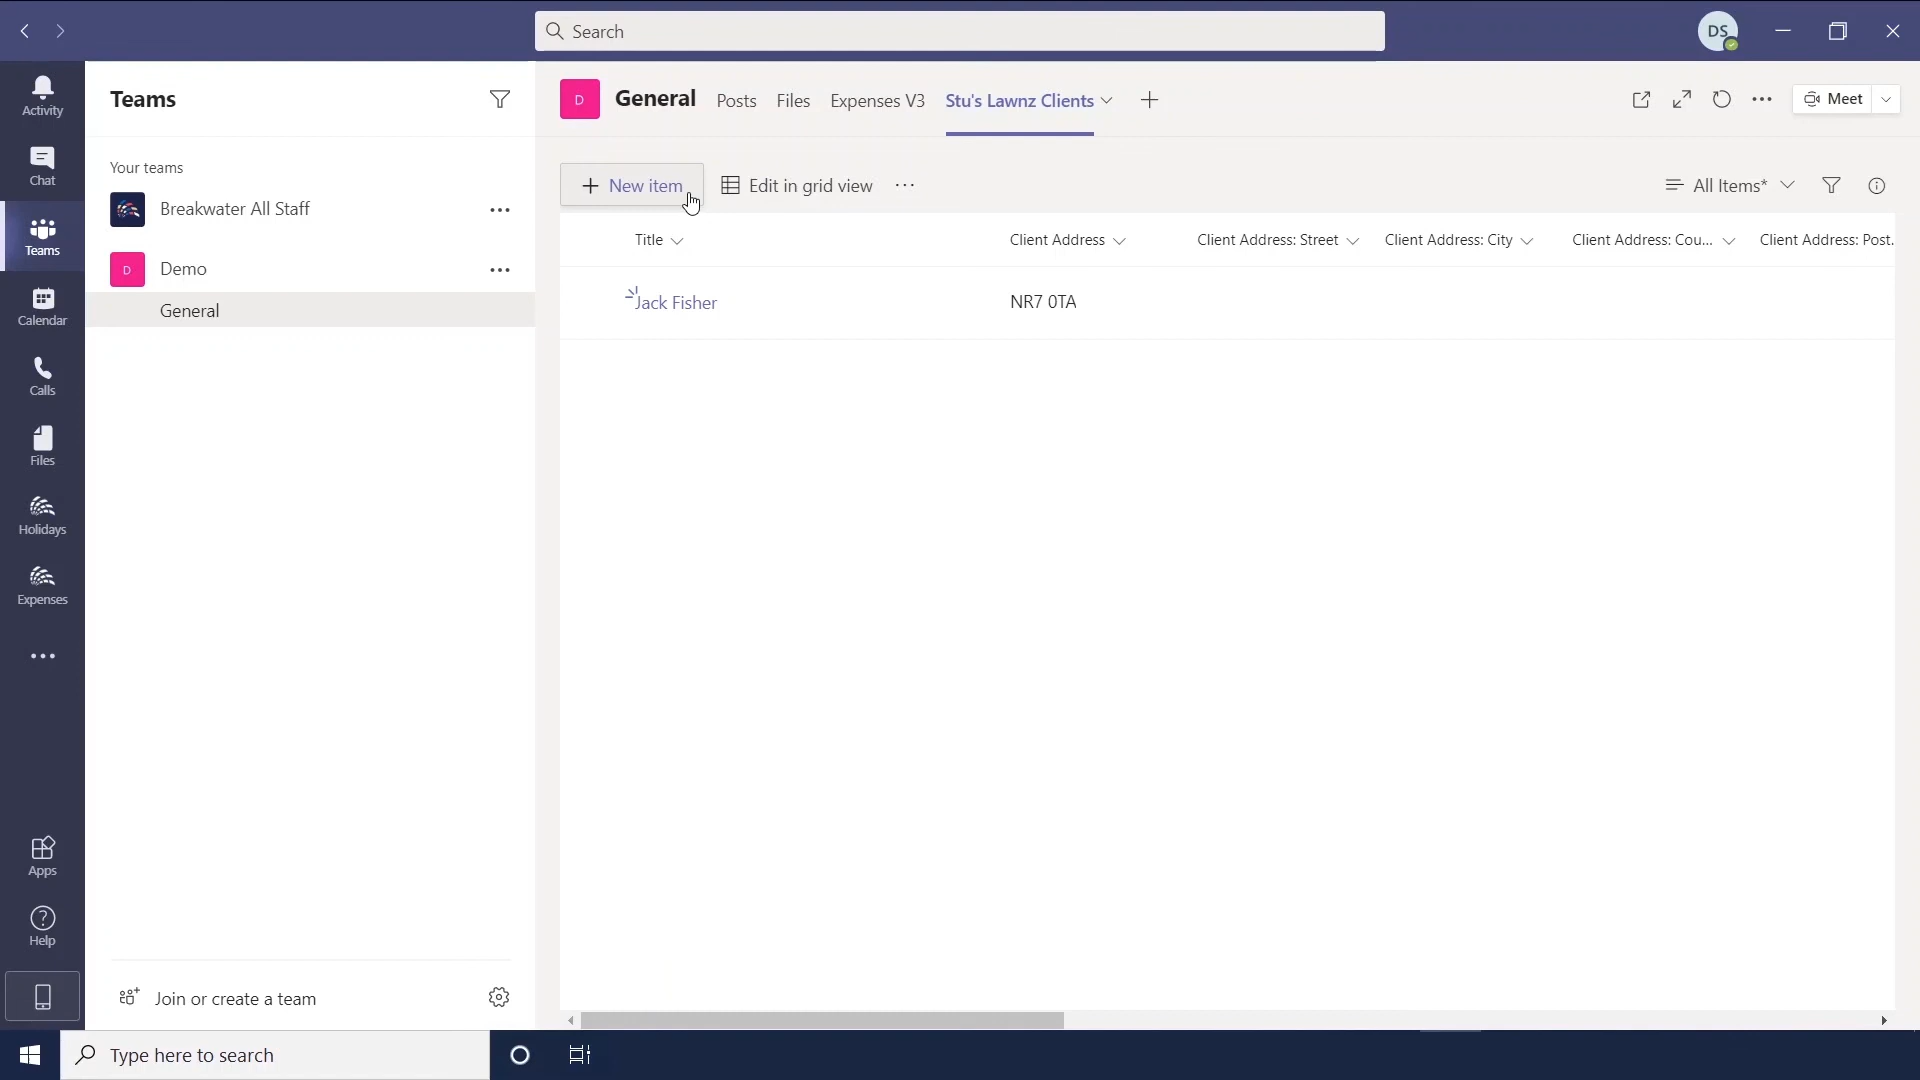 Search
DS
Activity
Chat
Teams
Calendar
Calls
Files
Holidays
Expenses
Apps
Help
Teams
Your teams
Breakwater All Staff
D
Demo
General
Join or create a team
D
General
Posts
Files
Expenses V3
Stu's Lawnz Clients
Meet
New item
Edit in grid view
All Items*
Title
Client Address
Client Address: Street
Client Address: City
Client Address: Cou...
Client Address: Post.
Jack Fisher
NR7 0TA
Type here to search